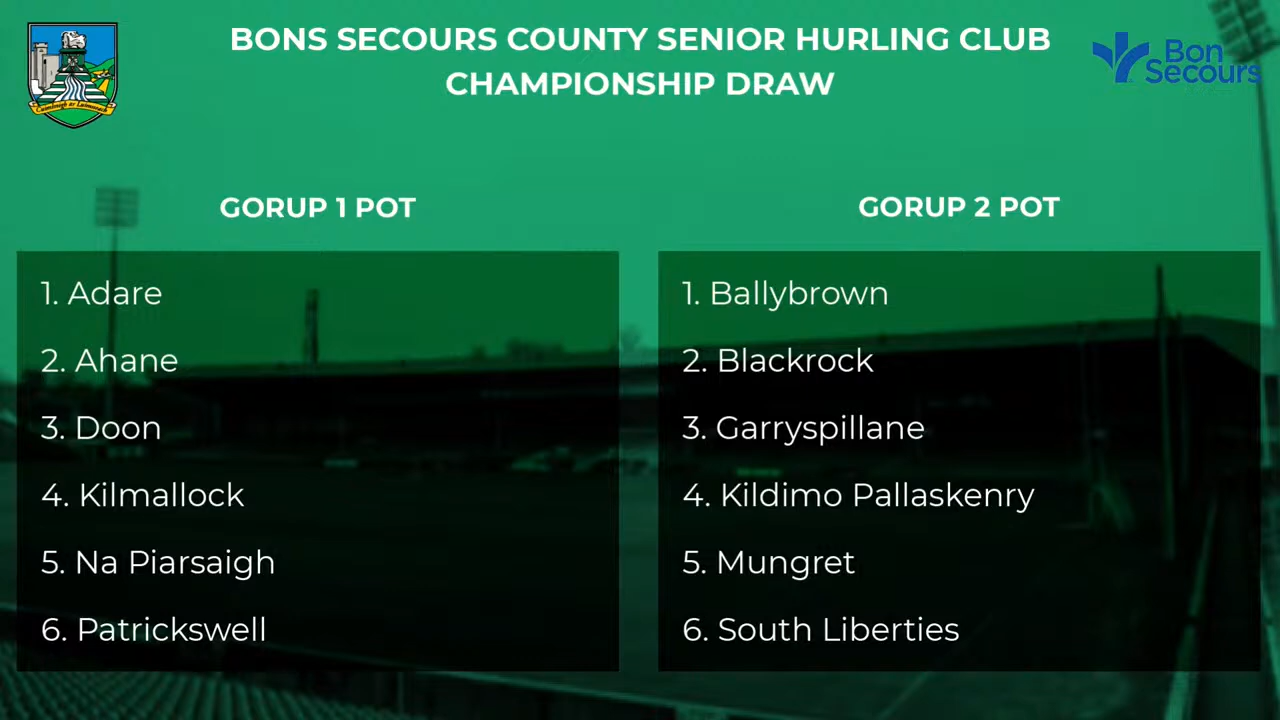 BONS SECOURS COUNTY SENIOR HURLING CLUB
CHAMPIONSHIP DRAW
Bon
Secours
GORUP 1 POT
1. Adare
2. Ahane
3. Doon
4. Kilmallock
5. Na Piarsaigh
6. Patrickswell
GORUP 2 POT
1. Ballybrown
2. Blackrock
3. Garryspillane
4. Kildimo Pallaskenry
5. Mungret
6. South Liberties